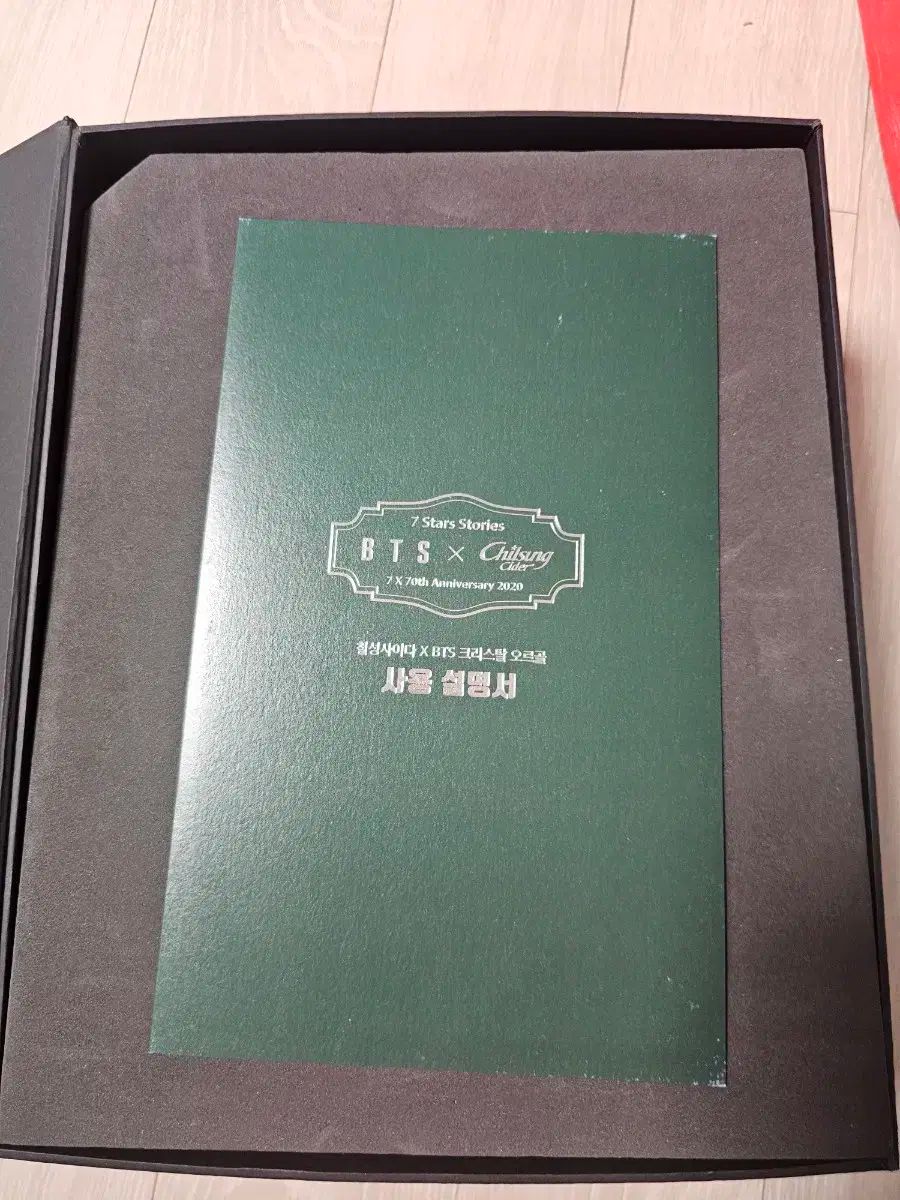 7 Stars Stories
BTS × Chilsung Cider
7 X 70th Anniversary 2020
칠성사이다 X BTS 크리스탈 오르골
사용 설명서